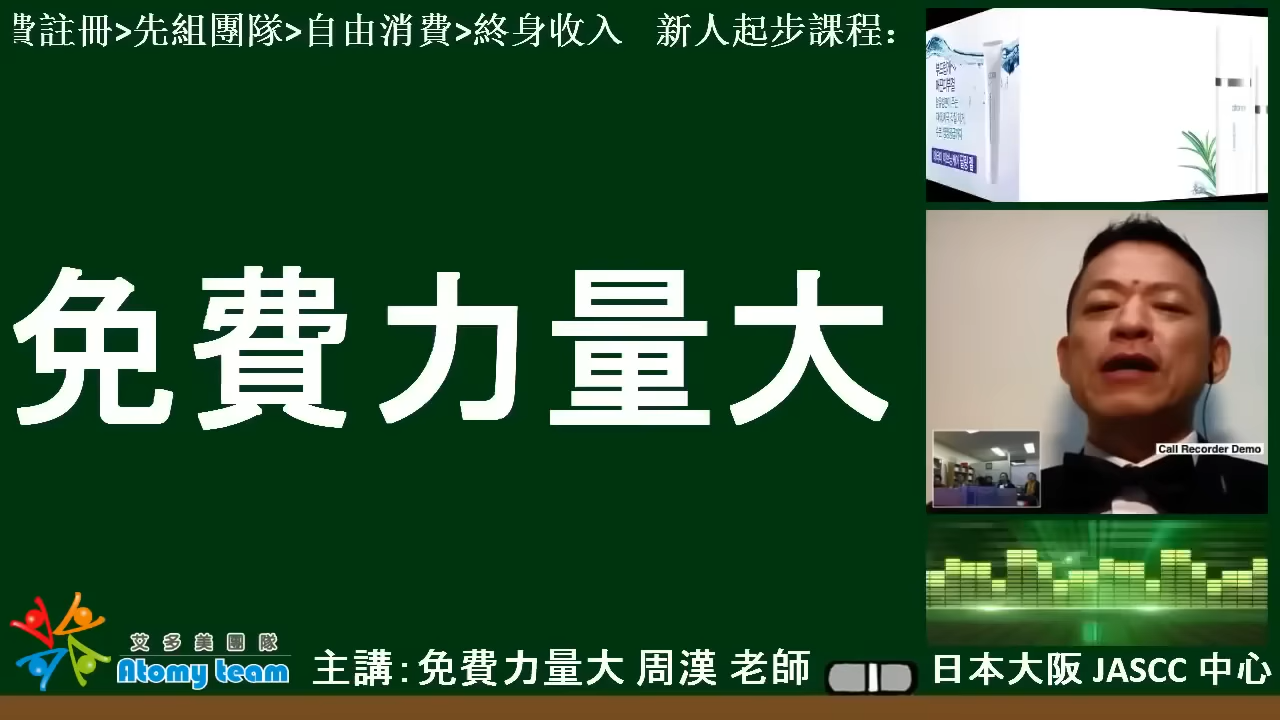 費註冊>先組團隊>自由消費>終身收入 新人起步課程：
免費力量大
Call Recorder Demo
艾多美團隊
Atomy team
主講：免費力量大 周漢 老師
日本大阪 JASCC 中心